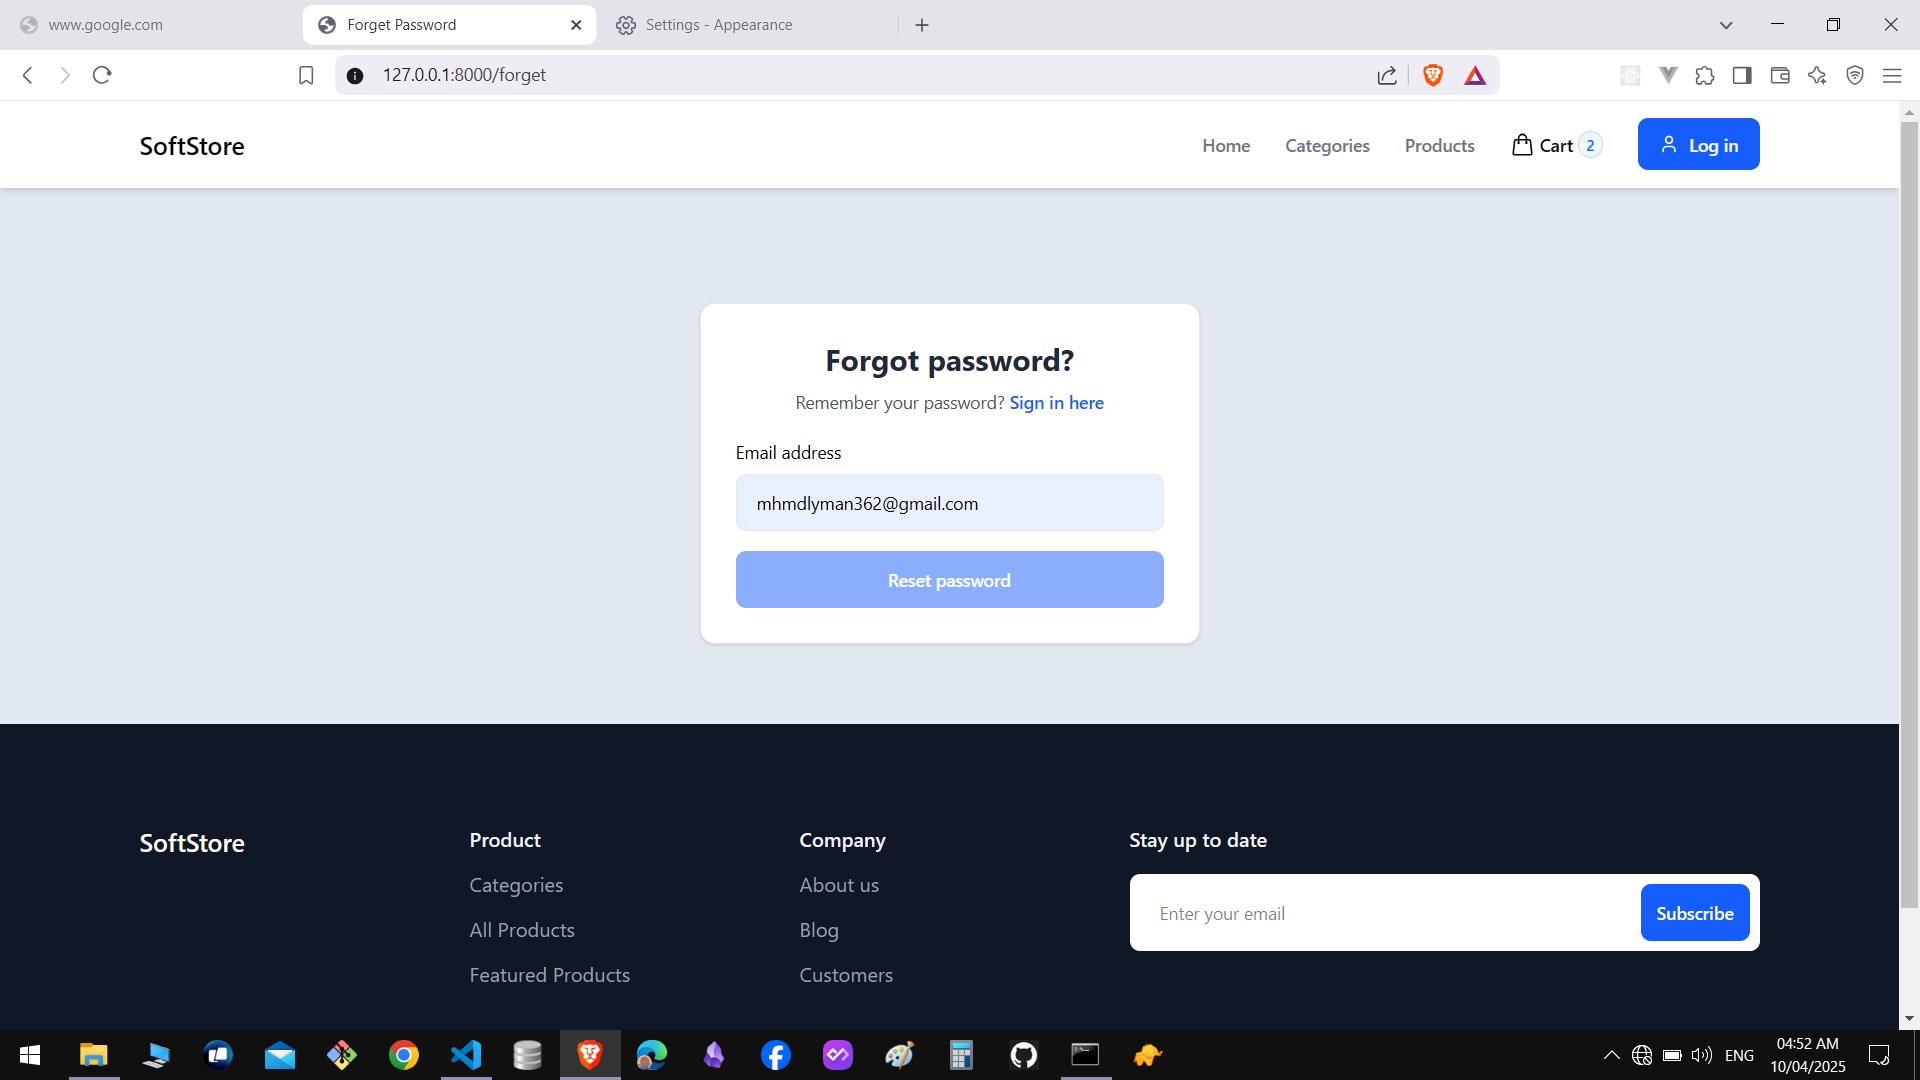 www.google.com
Forget Password
Settings - Appearance
127.0.0.1:8000/forget
SoftStore
Home
Categories
Products
Cart 2
Log in
Forgot password?
Remember your password? Sign in here
Email address
mhmdlyman362@gmail.com
Reset password
SoftStore
Product
Categories
All Products
Featured Products
Company
About us
Blog
Customers
Stay up to date
Enter your email
Subscribe
ENG
04:52 AM
10/04/2025